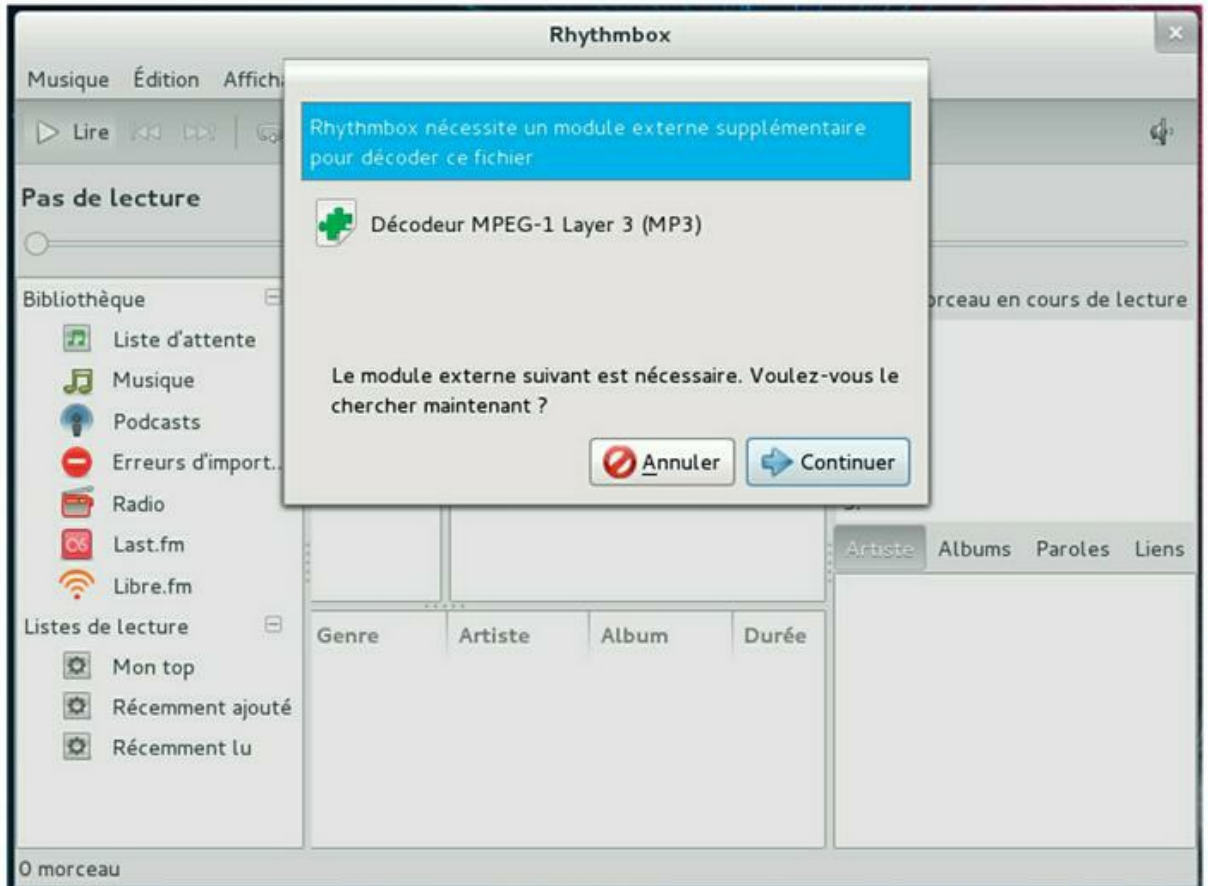 Rhythmbox
Musique Édition
Lire
Rhythmbox nécessite un module externe supplémentaire
pour décoder ce fichier
Pas de lecture
Décodeur MPEG-1 Layer 3 (MP3)
Le module externe suivant est nécessaire. Voulez-vous le
chercher maintenant ?
Annuler Continuer
Bibliothèque
Liste d'attente
Musique
Podcasts
Erreurs d'import..
Radio
Last.fm
Libre.fm
Listes de lecture
Mon top
Récemment ajouté
Récemment lu
en cours de lecture
Artiste Albums Paroles Liens
Genre Artiste Album Durée
0 morceau